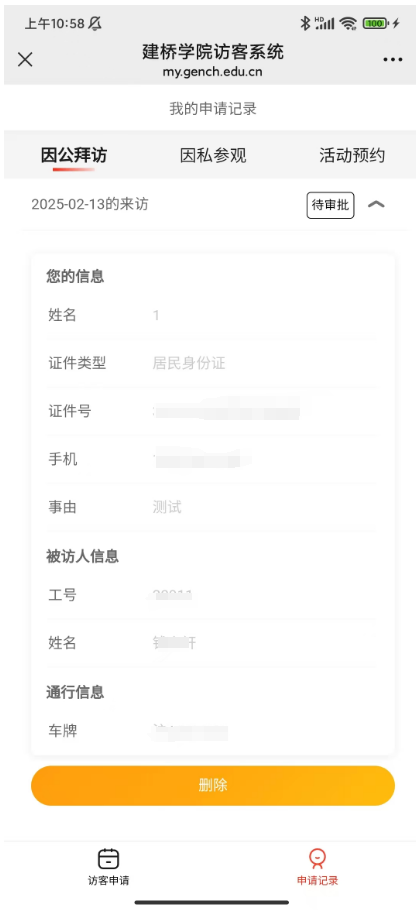 上午10:58
HD
100
建桥学院访客系统
my.gench.edu.cn
我的申请记录
因公拜访 因私参观 活动预约
2025-02-13的来访 待审批
您的信息
姓名 1
证件类型 居民身份证
证件号
手机
事由 测试
被访人信息
工号
姓名
通行信息
车牌
删除
访客申请 申请记录